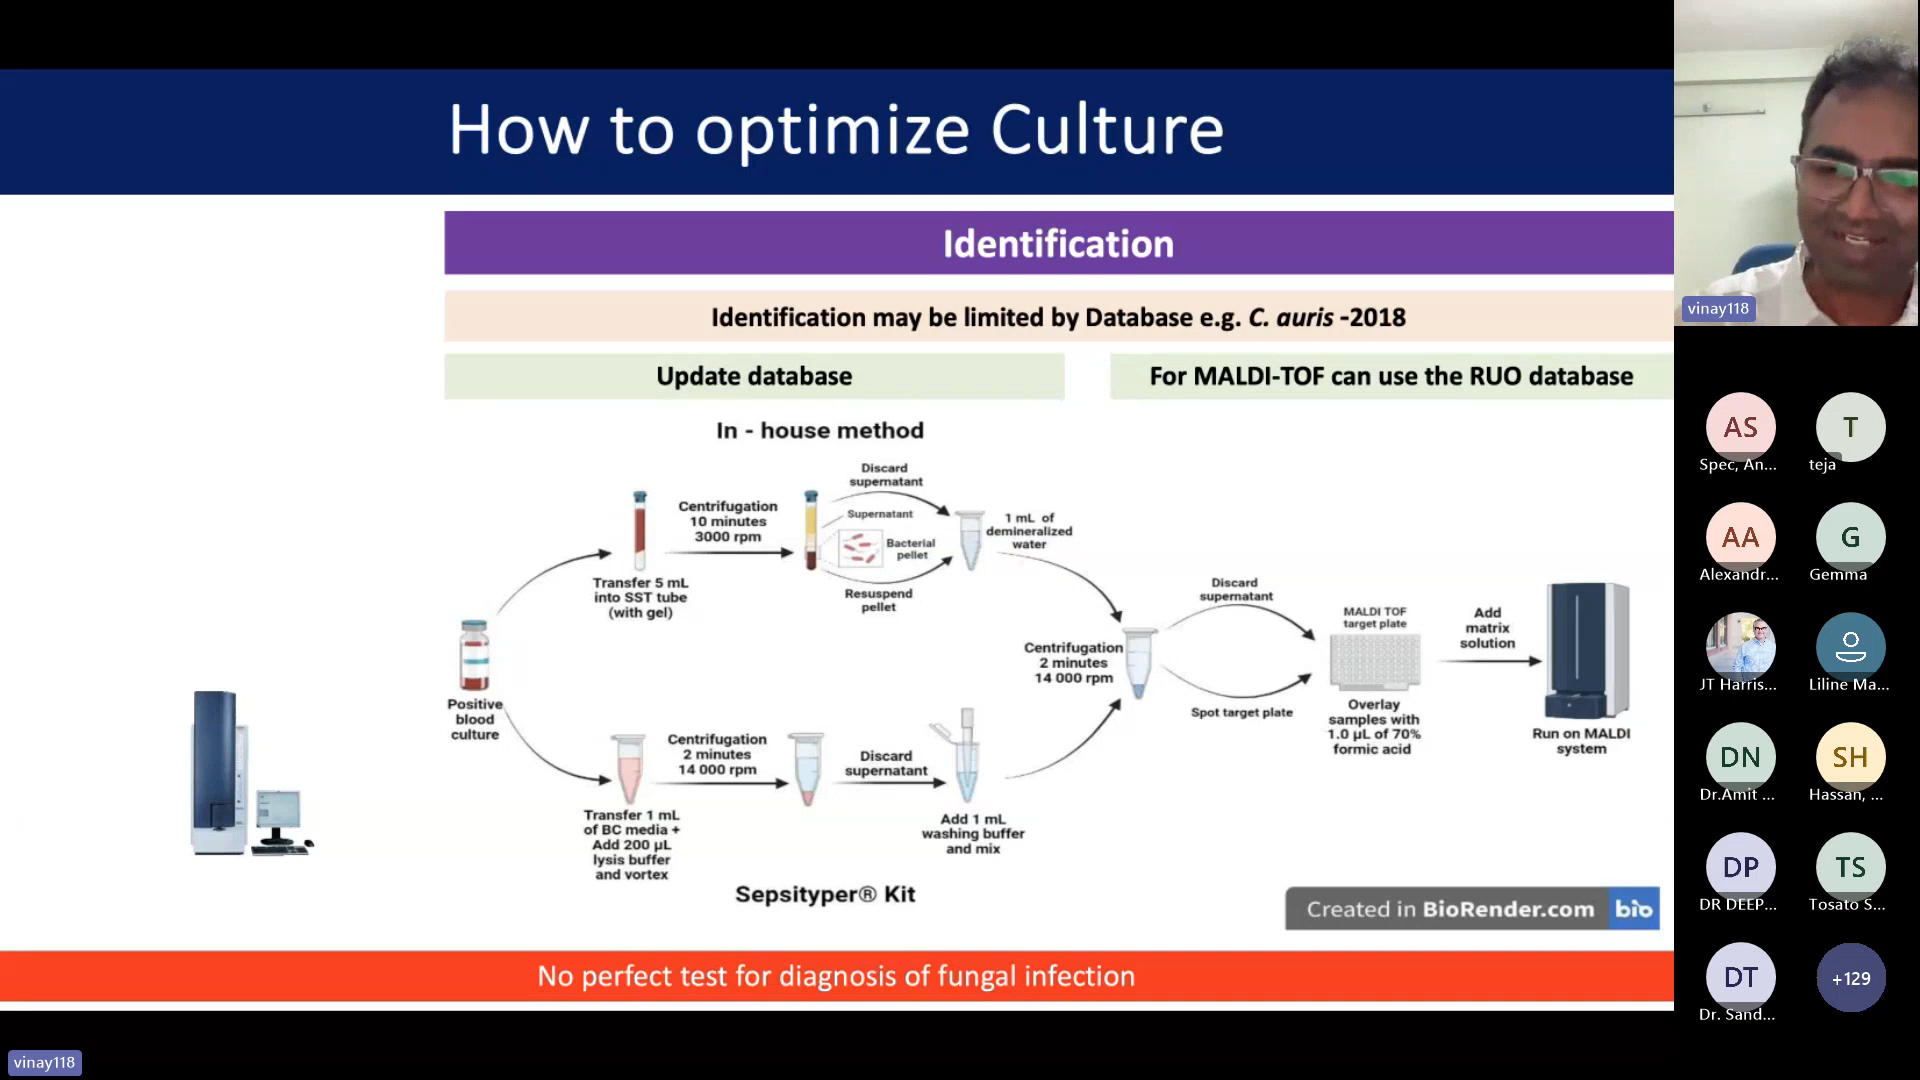 How to optimize Culture
Identification
Identification may be limited by Database e.g. C. auris -2018
Update database
For MALDI-TOF can use the RUO database
In - house method
Discard
supernatant
Centrifugation
10 minutes
3000 rpm
Supernatant
Bacterial
pellet
1 mL of
demineralized
water
Transfer 5 mL
into SST tube
(with gel)
Resuspend
pellet
Discard
supernatant
MALDI TOF
target plate
Add
matrix
solution
Centrifugation
2 minutes
14 000 rpm
Positive
blood
culture
Spot target plate
Overlay
samples with
1.0 µL of 70%
formic acid
Run on MALDI
system
Centrifugation
2 minutes
14 000 rpm
Discard
supernatant
Transfer 1 mL
of BC media +
Add 200 µL
lysis buffer
and vortex
Add 1 mL
washing buffer
and mix
Sepsityper® Kit
Created in BioRender.com bio
No perfect test for diagnosis of fungal infection
vinay118
vinay118
AS
Spec, An...
T
teja
AA
Alexandr...
G
Gemma
JT Harris...
Liline Ma...
DN
Dr.Amit ...
SH
Hassan, ...
DP
DR DEEP...
TS
Tosato S...
DT
Dr. Sand...
+129